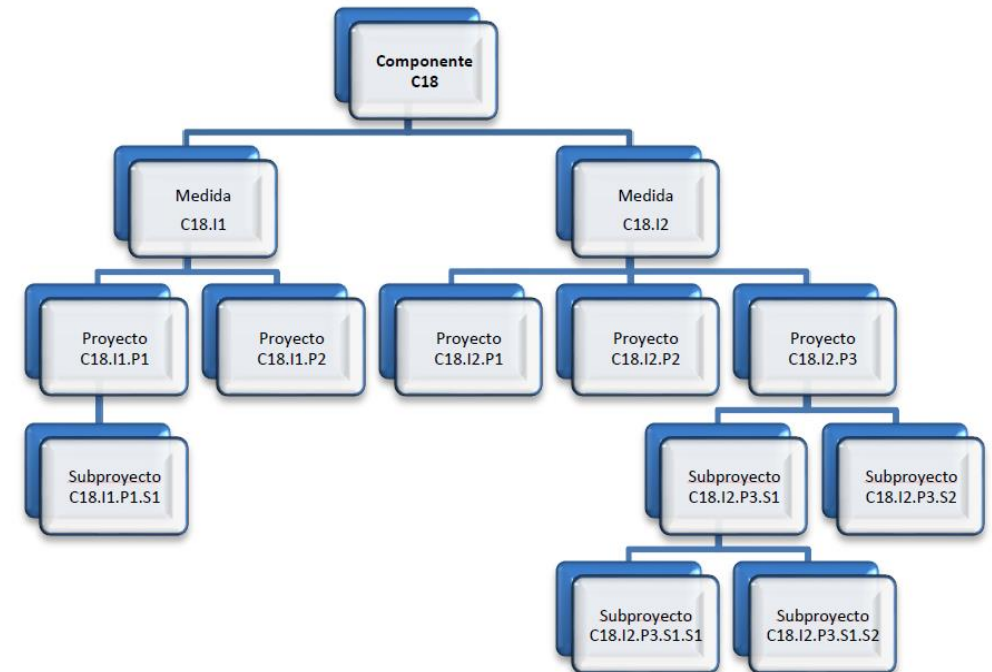 Componente
C18
Medida
C18.I1
Medida
C18.I2
Proyecto
C18.I1.P1
Proyecto
C18.I1.P2
Proyecto
C18.I2.P1
Proyecto
C18.I2.P2
Proyecto
C18.I2.P3
Subproyecto
C18.I1.P1.S1
Subproyecto
C18.I2.P3.S1
Subproyecto
C18.I2.P3.S2
Subproyecto
C18.I2.P3.S1.S1
Subproyecto
C18.I2.P3.S1.S2